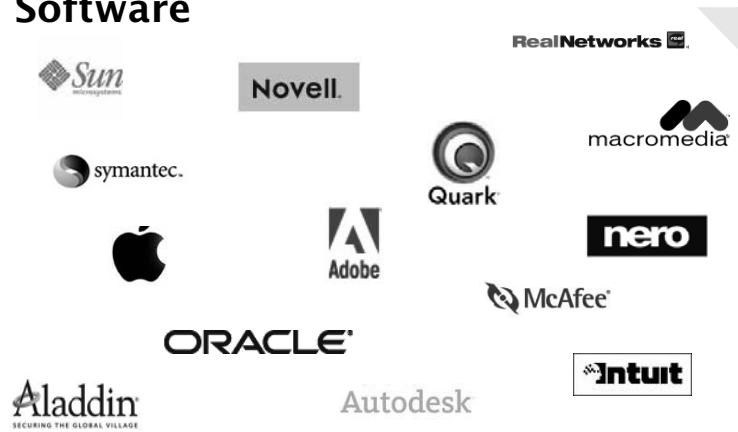 Software
RealNetworks real
Sun
microsystems
Novell.
macromedia®
symantec.
Quark
nero
Adobe
McAfee®
ORACLE®
Intuit
Aladdin
SECURING THE GLOBAL VILLAGE
Autodesk